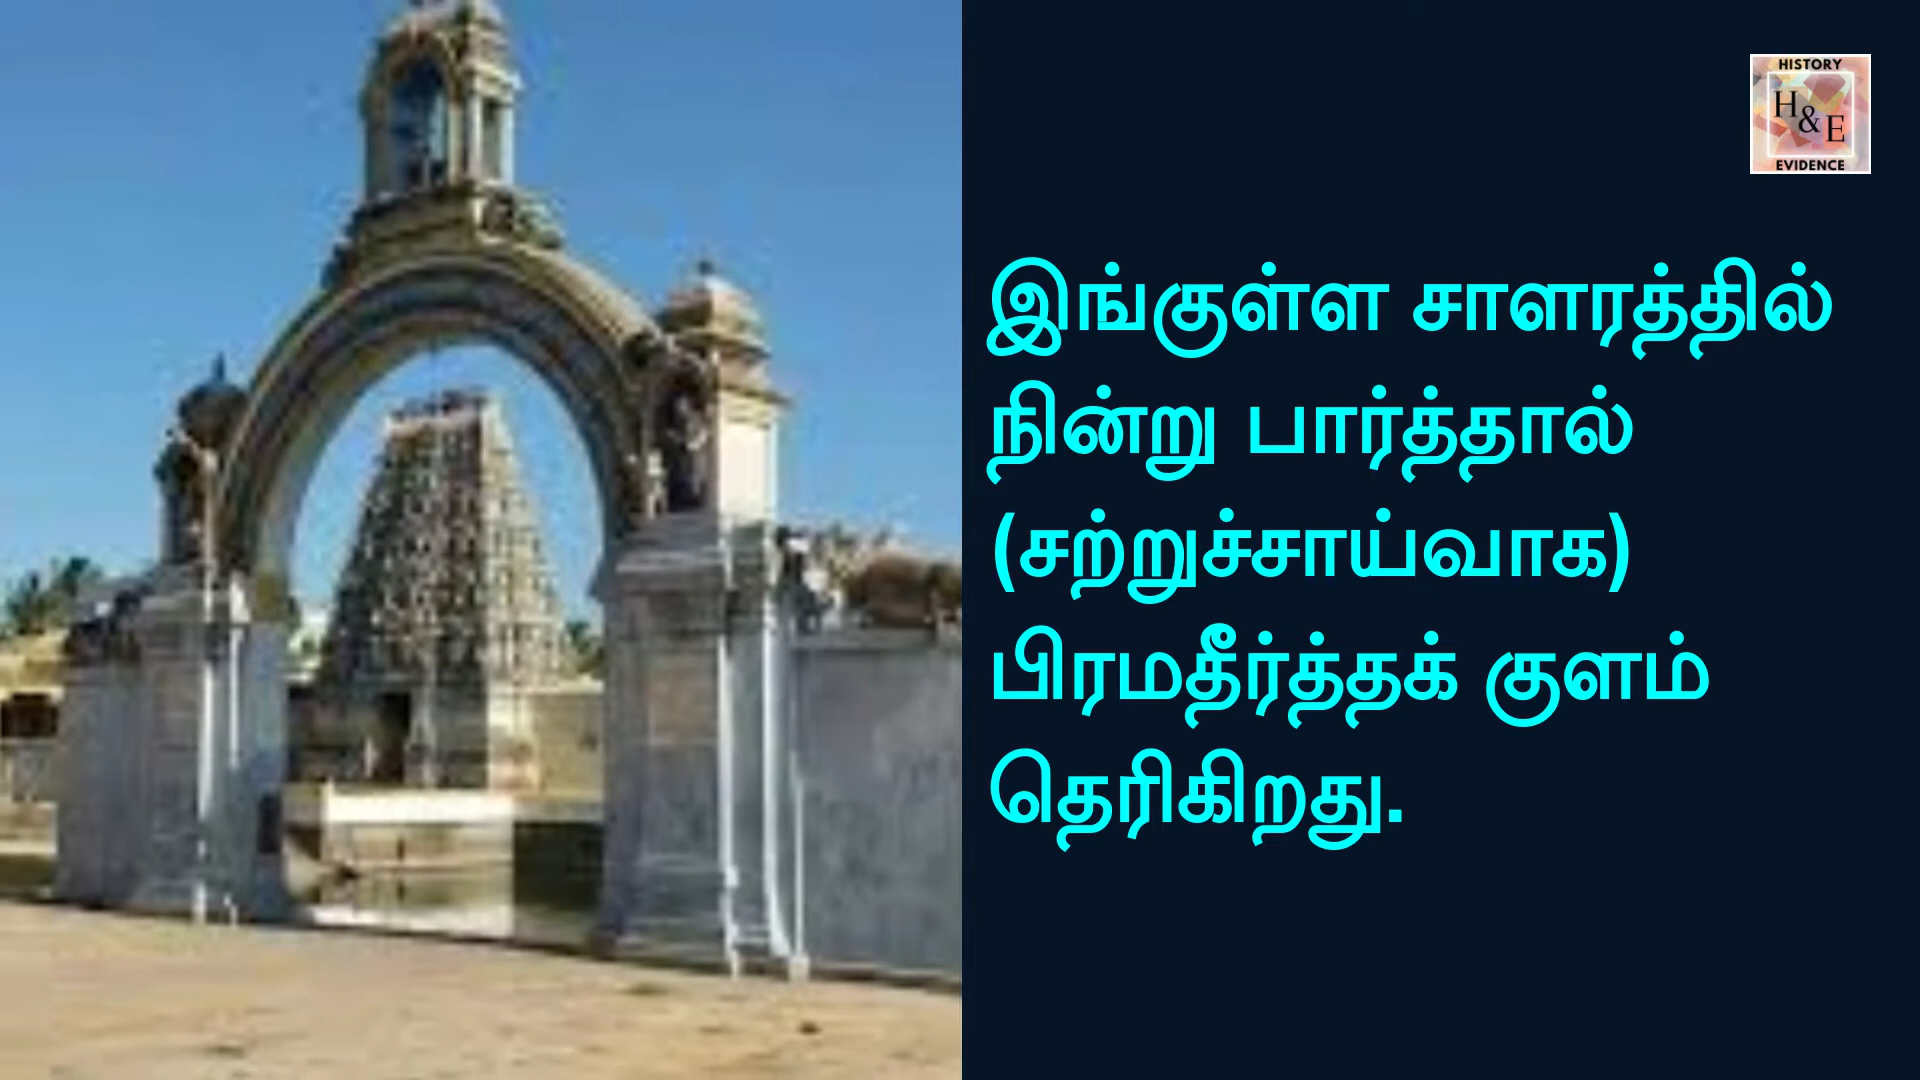 HISTORY
H&E
EVIDENCE
இங்குள்ள சாளரத்தில்
நின்று பார்த்தால்
(சற்றுச்சாய்வாக)
பிரமதீர்த்தக் குளம்
தெரிகிறது.